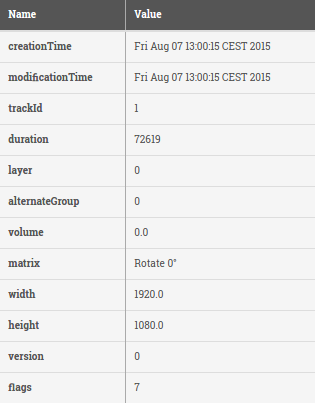 Name Value
creationTime Fri Aug 07 13:00:15 CEST 2015
modificationTime Fri Aug 07 13:00:15 CEST 2015
trackId 1
duration 72619
layer 0
alternateGroup 0
volume 0.0
matrix Rotate 0°
width 1920.0
height 1080.0
version 0
flags 7